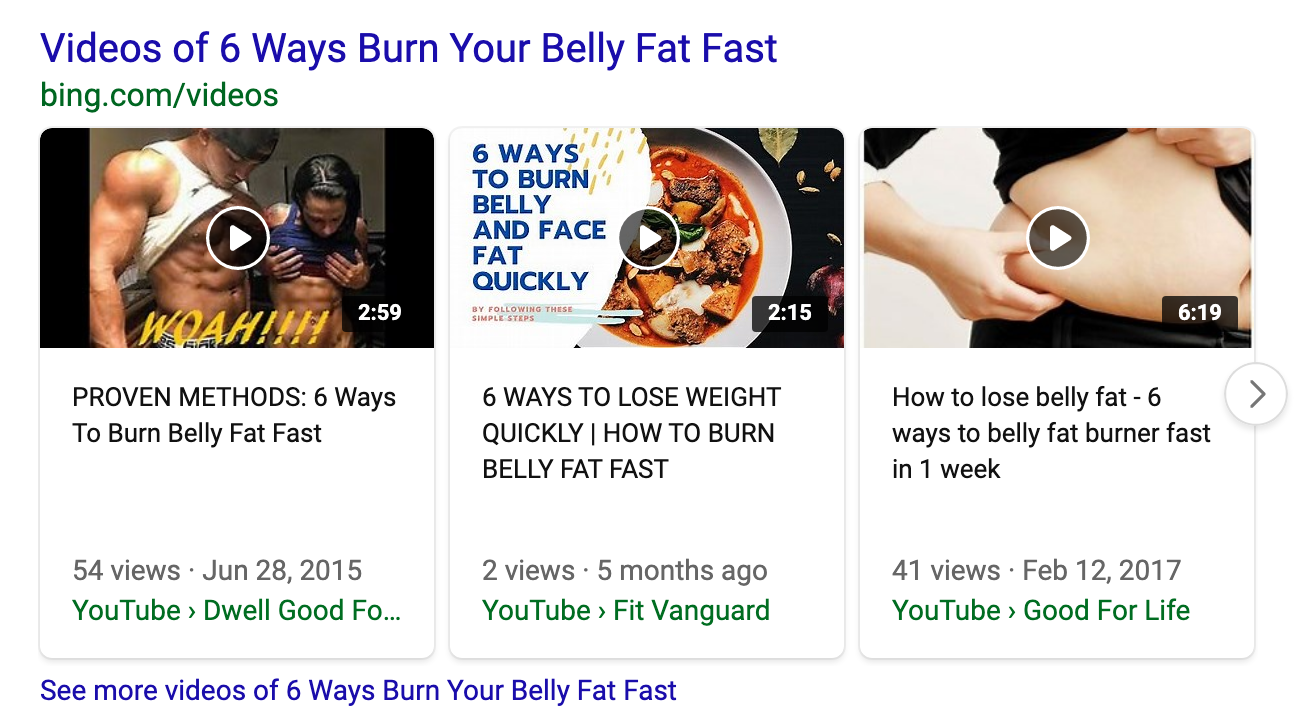 Videos of 6 Ways Burn Your Belly Fat Fast
bing.com/videos
WOAH!!!!
2:59
PROVEN METHODS: 6 Ways
To Burn Belly Fat Fast
54 views · Jun 28, 2015
YouTube › Dwell Good Fo...
6 WAYS
TO BURN
BELLY
AND FACE
FAT
QUICKLY
BY FOLLOWING THESE
SIMPLE STEPS
2:15
6 WAYS TO LOSE WEIGHT
QUICKLY | HOW TO BURN
BELLY FAT FAST
2 views · 5 months ago
YouTube › Fit Vanguard
6:19
How to lose belly fat - 6
ways to belly fat burner fast
in 1 week
41 views · Feb 12, 2017
YouTube › Good For Life
See more videos of 6 Ways Burn Your Belly Fat Fast